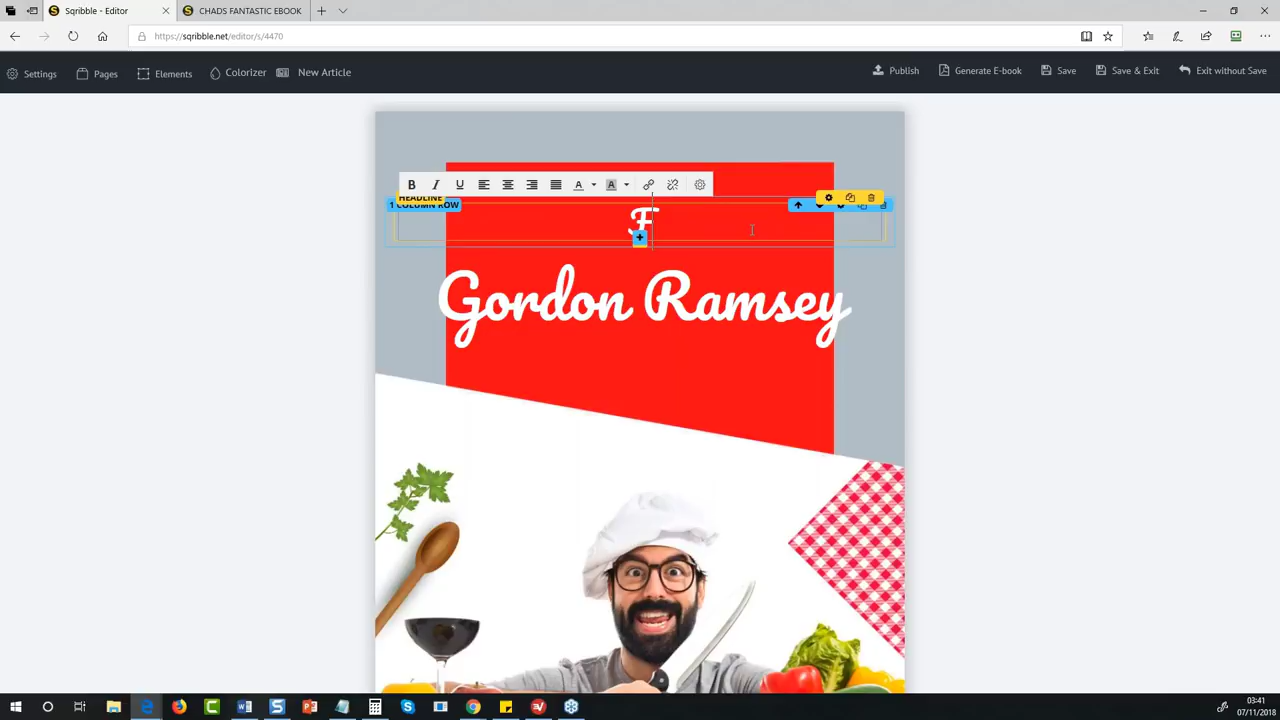 Sqribble - Editor
CHADS FANTASTIC EBOOK
https://sqribble.net/editor/s/4470
Settings
Pages
Elements
Colorizer
New Article
Publish
Generate E-book
Save
Save & Exit
Exit without Save
B I U A A
HEADLINE
1 COLUMN ROW
F
Gordon Ramsey
03:41
07/11/2018